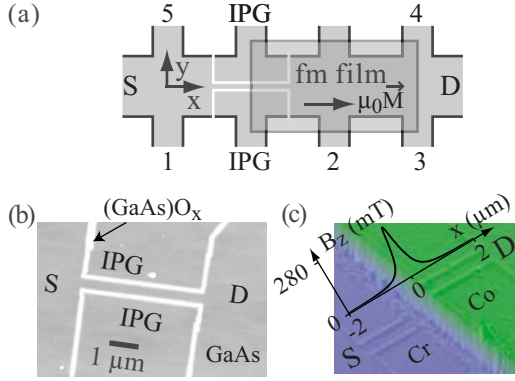 (a)
5
IPG
4
S
y
x
fm film
μ₀M
D
1
IPG
2
3
(b)
(GaAs)Oₓ
IPG
S
D
IPG
1 μm
GaAs
(c)
B_z (mT)
x (μm)
280
2
D
0
Co
0
-2
S
Cr